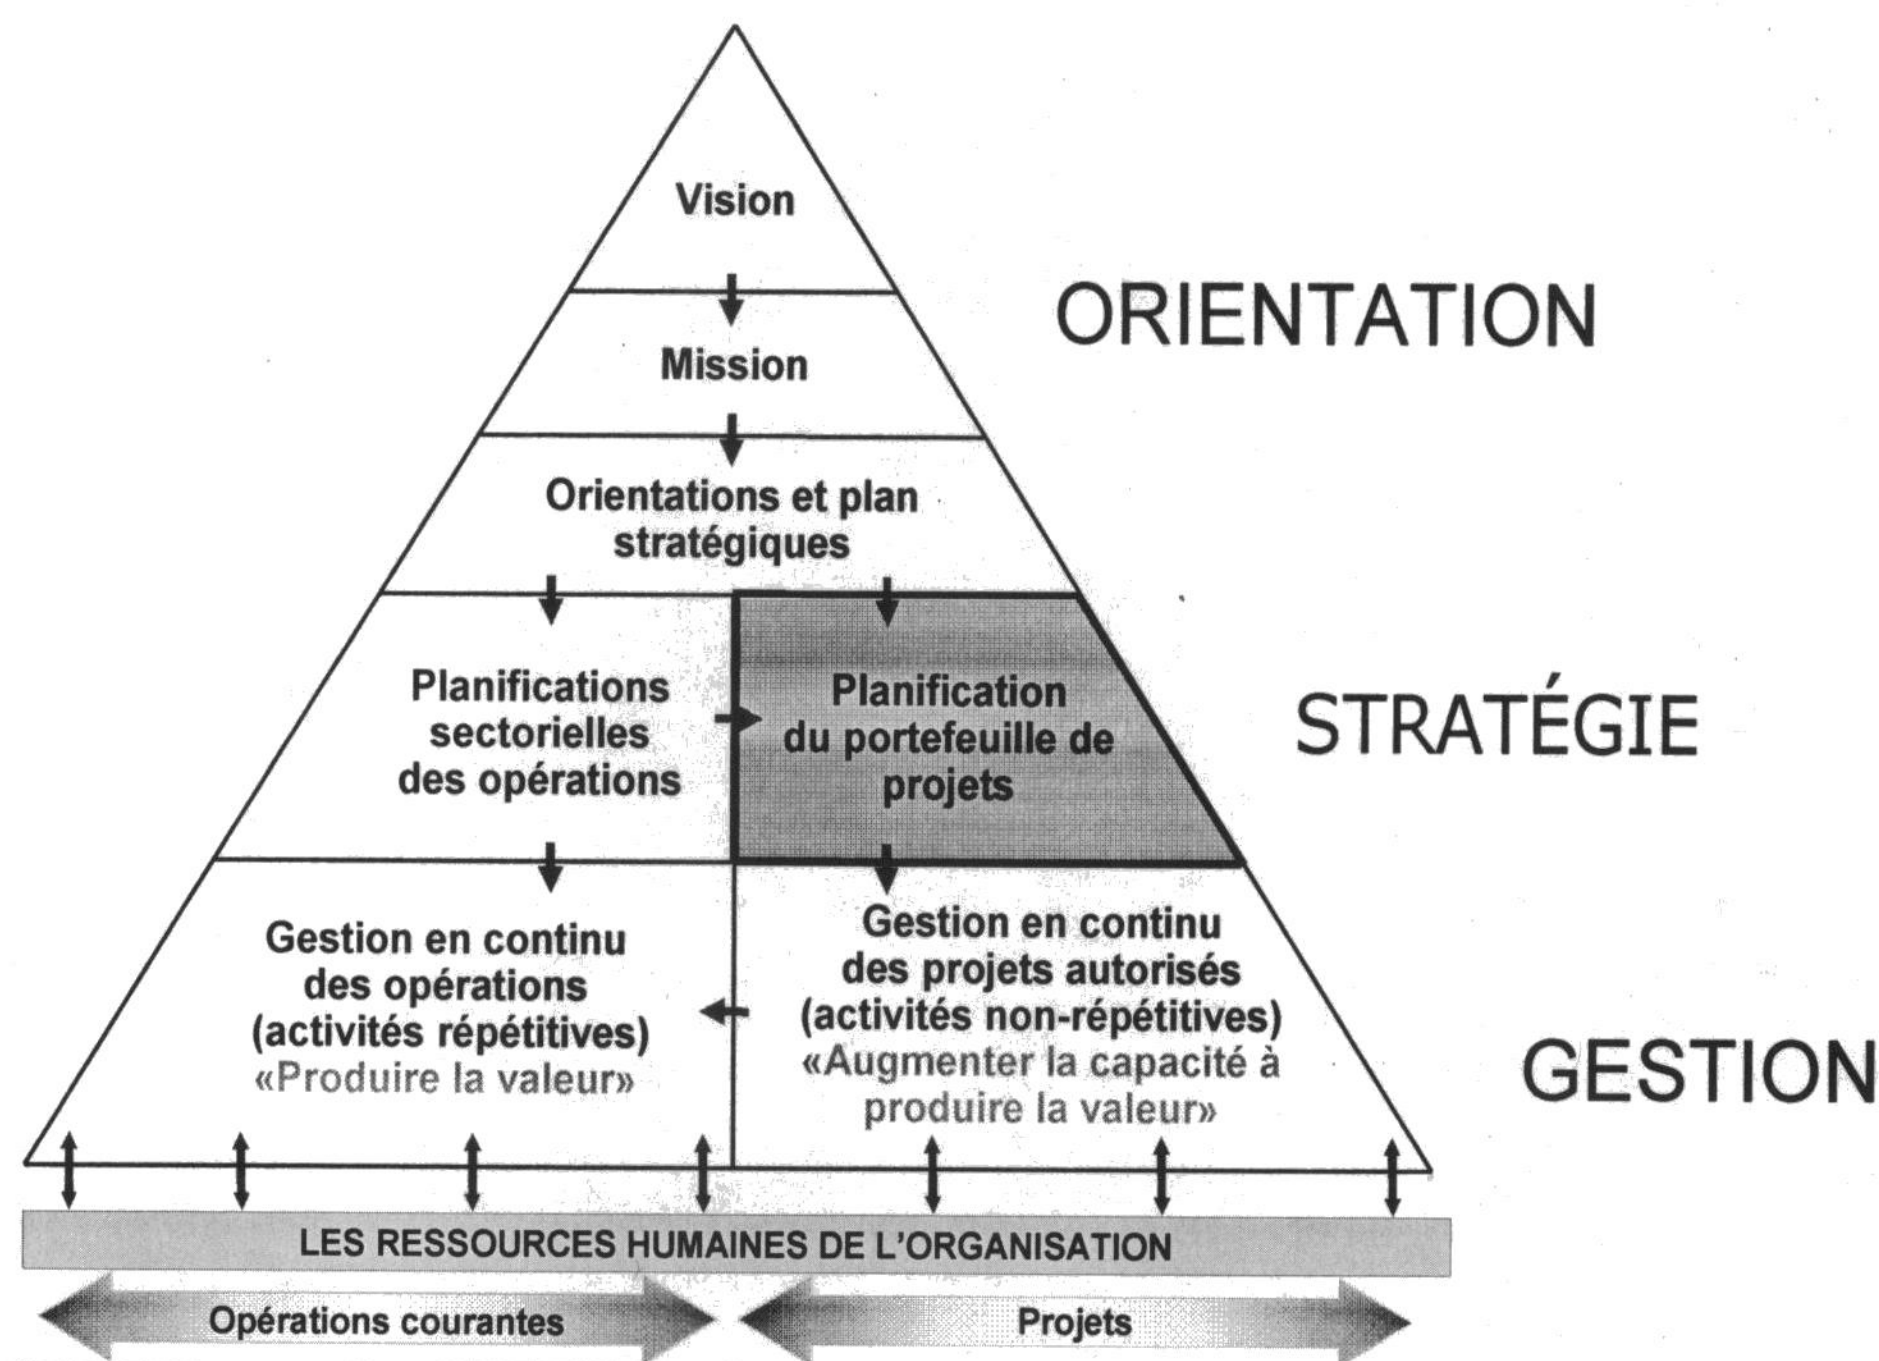 Vision
ORIENTATION
Mission
Orientations et plan
stratégiques
Planifications
sectorielles
des opérations
Planification
du portefeuille de
projets
STRATÉGIE
Gestion en continu
des opérations
(activités répétitives)
«Produire la valeur»
Gestion en continu
des projets autorisés
(activités non-répétitives)
«Augmenter la capacité à
produire la valeur»
GESTION
LES RESSOURCES HUMAINES DE L'ORGANISATION
Opérations courantes
Projets